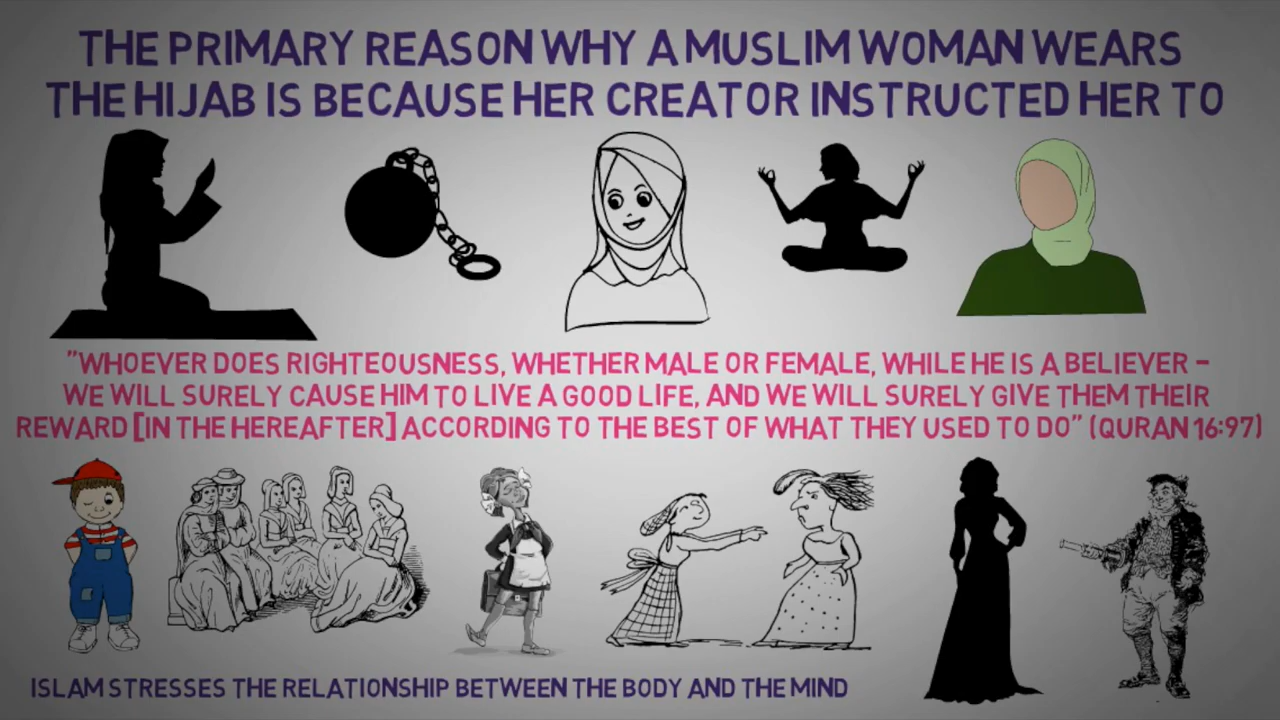 THE PRIMARY REASON WHY A MUSLIM WOMAN WEARS
THE HIJAB IS BECAUSE HER CREATOR INSTRUCTED HER TO
"WHOEVER DOES RIGHTEOUSNESS, WHETHER MALE OR FEMALE, WHILE HE IS A BELIEVER –
WE WILL SURELY CAUSE HIM TO LIVE A GOOD LIFE, AND WE WILL SURELY GIVE THEM THEIR
REWARD [IN THE HEREAFTER] ACCORDING TO THE BEST OF WHAT THEY USED TO DO" (QURAN 16:97)
ISLAM STRESSES THE RELATIONSHIP BETWEEN THE BODY AND THE MIND